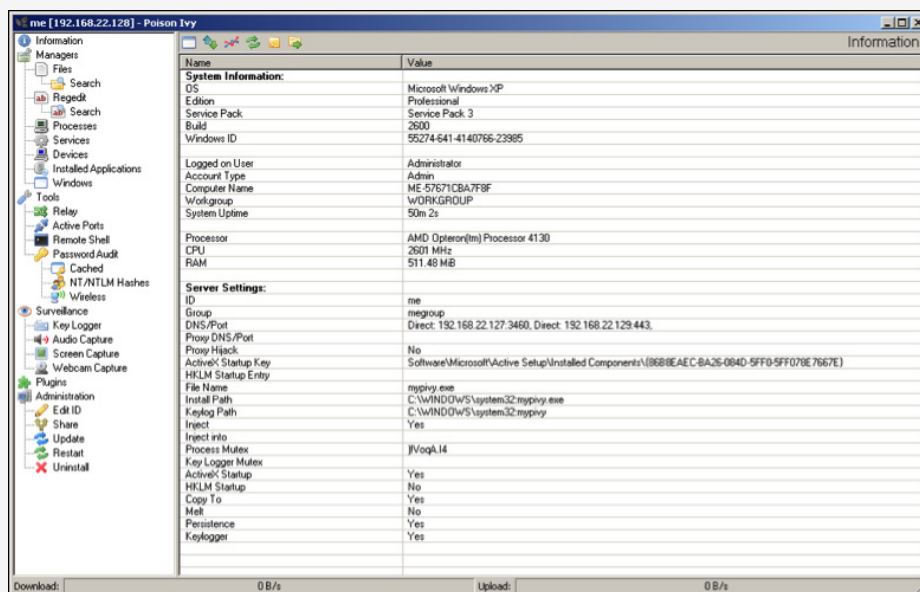 me [192.168.22.128] - Poison Ivy
Information
Information
Managers
Files
Search
Regedit
Search
Processes
Services
Devices
Installed Applications
Windows
Tools
Relay
Active Ports
Remote Shell
Password Audit
Cached
NT/NTLM Hashes
Wireless
Surveillance
Key Logger
Audio Capture
Screen Capture
Webcam Capture
Plugins
Administration
Edit ID
Share
Update
Restart
Uninstall
Name Value
System Information:
OS Microsoft Windows XP
Edition Professional
Service Pack Service Pack 3
Build 2600
Windows ID 55274-641-4140766-23985
Logged on User Administrator
Account Type Admin
Computer Name ME-57671CBA7F8F
Workgroup WORKGROUP
System Uptime 50m 2s
Processor AMD Opteron(tm) Processor 4130
CPU 2601 MHz
RAM 511.48 MiB
Server Settings:
ID me
Group megroup
DNS/Port Direct: 192.168.22.127:3460, Direct: 192.168.22.129:443,
Proxy DNS/Port
Proxy Hijack No
ActiveX Startup Key Software\Microsoft\Active Setup\Installed Components\{86B8EAEC-BA26-084D-5FF0-5FF078E7667E}
HKLM Startup Entry
File Name mypivy.exe
Install Path C:\WINDOWS\system32:mypivy.exe
Keylog Path C:\WINDOWS\system32:mypivy
Inject Yes
Inject into
Process Mutex )!VoqA.I4
Key Logger Mutex
ActiveX Startup Yes
HKLM Startup No
Copy To Yes
Melt No
Persistence Yes
Keylogger Yes
Download: 0 B/s Upload: 0 B/s